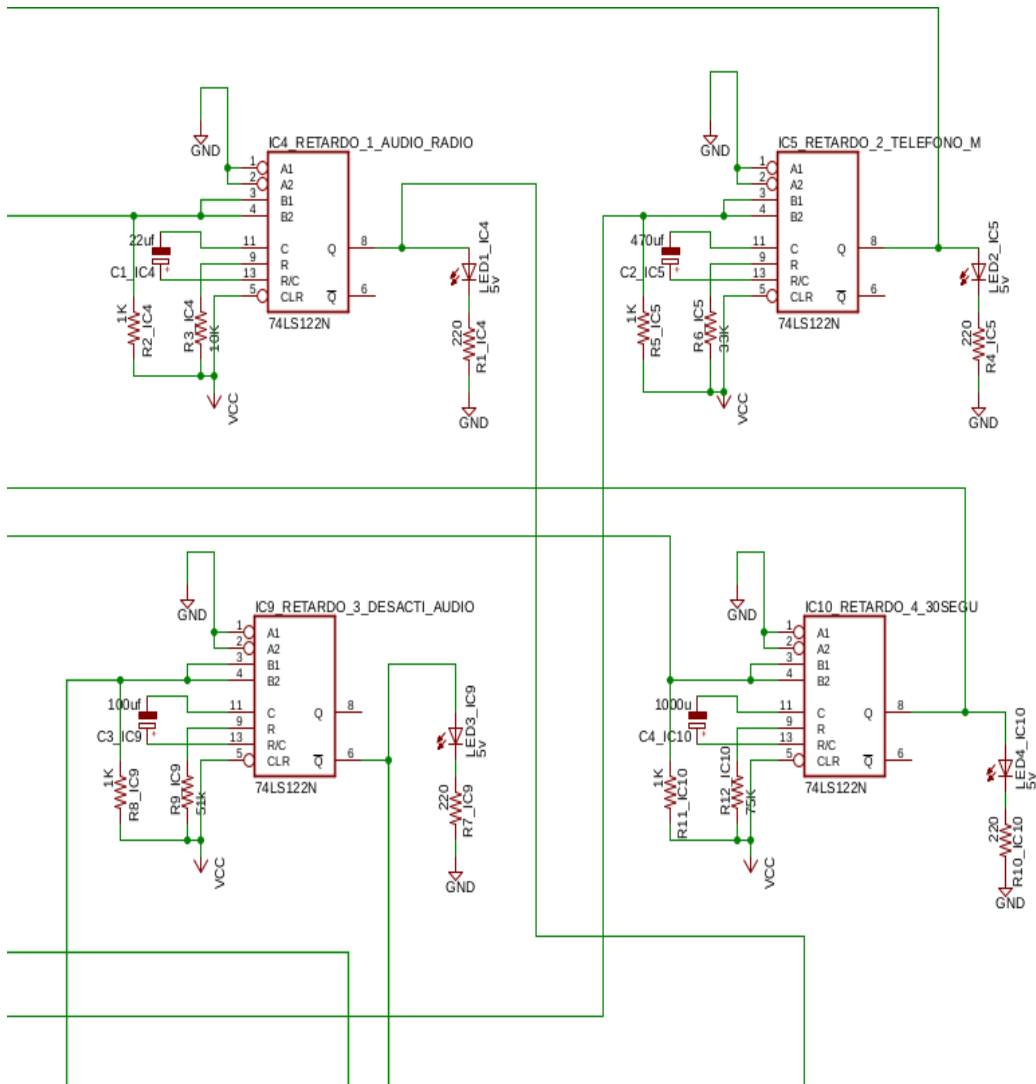 GND
IC4_RETARDO_1_AUDIO_RADIO
1
2
3
4
11
9
13
5
A1
A2
B1
B2
C
R
R/C
CLR
Q
Q
8
6
74LS122N
22uf
C1_IC4
1K
R2_IC4
R3_IC4
10K
VCC
LED1_IC4
5v
220
R1_IC4
GND
GND
IC5_RETARDO_2_TELEFONO_M
1
2
3
4
11
9
13
5
A1
A2
B1
B2
C
R
R/C
CLR
Q
Q
8
6
74LS122N
470uf
C2_IC5
1K
R5_IC5
R6_IC5
33K
VCC
LED2_IC5
5v
220
R4_IC5
GND
GND
IC9_RETARDO_3_DESACTI_AUDIO
1
2
3
4
11
9
13
5
A1
A2
B1
B2
C
R
R/C
CLR
Q
Q
8
6
74LS122N
100uf
C3_IC9
1K
R8_IC9
R9_IC9
51K
VCC
LED3_IC9
5v
220
R7_IC9
GND
GND
IC10_RETARDO_4_30SEGU
1
2
3
4
11
9
13
5
A1
A2
B1
B2
C
R
R/C
CLR
Q
Q
8
6
74LS122N
1000u
C4_IC10
1K
R11_IC10
R12_IC10
75K
VCC
LED4_IC10
5v
220
R10_IC10
GND